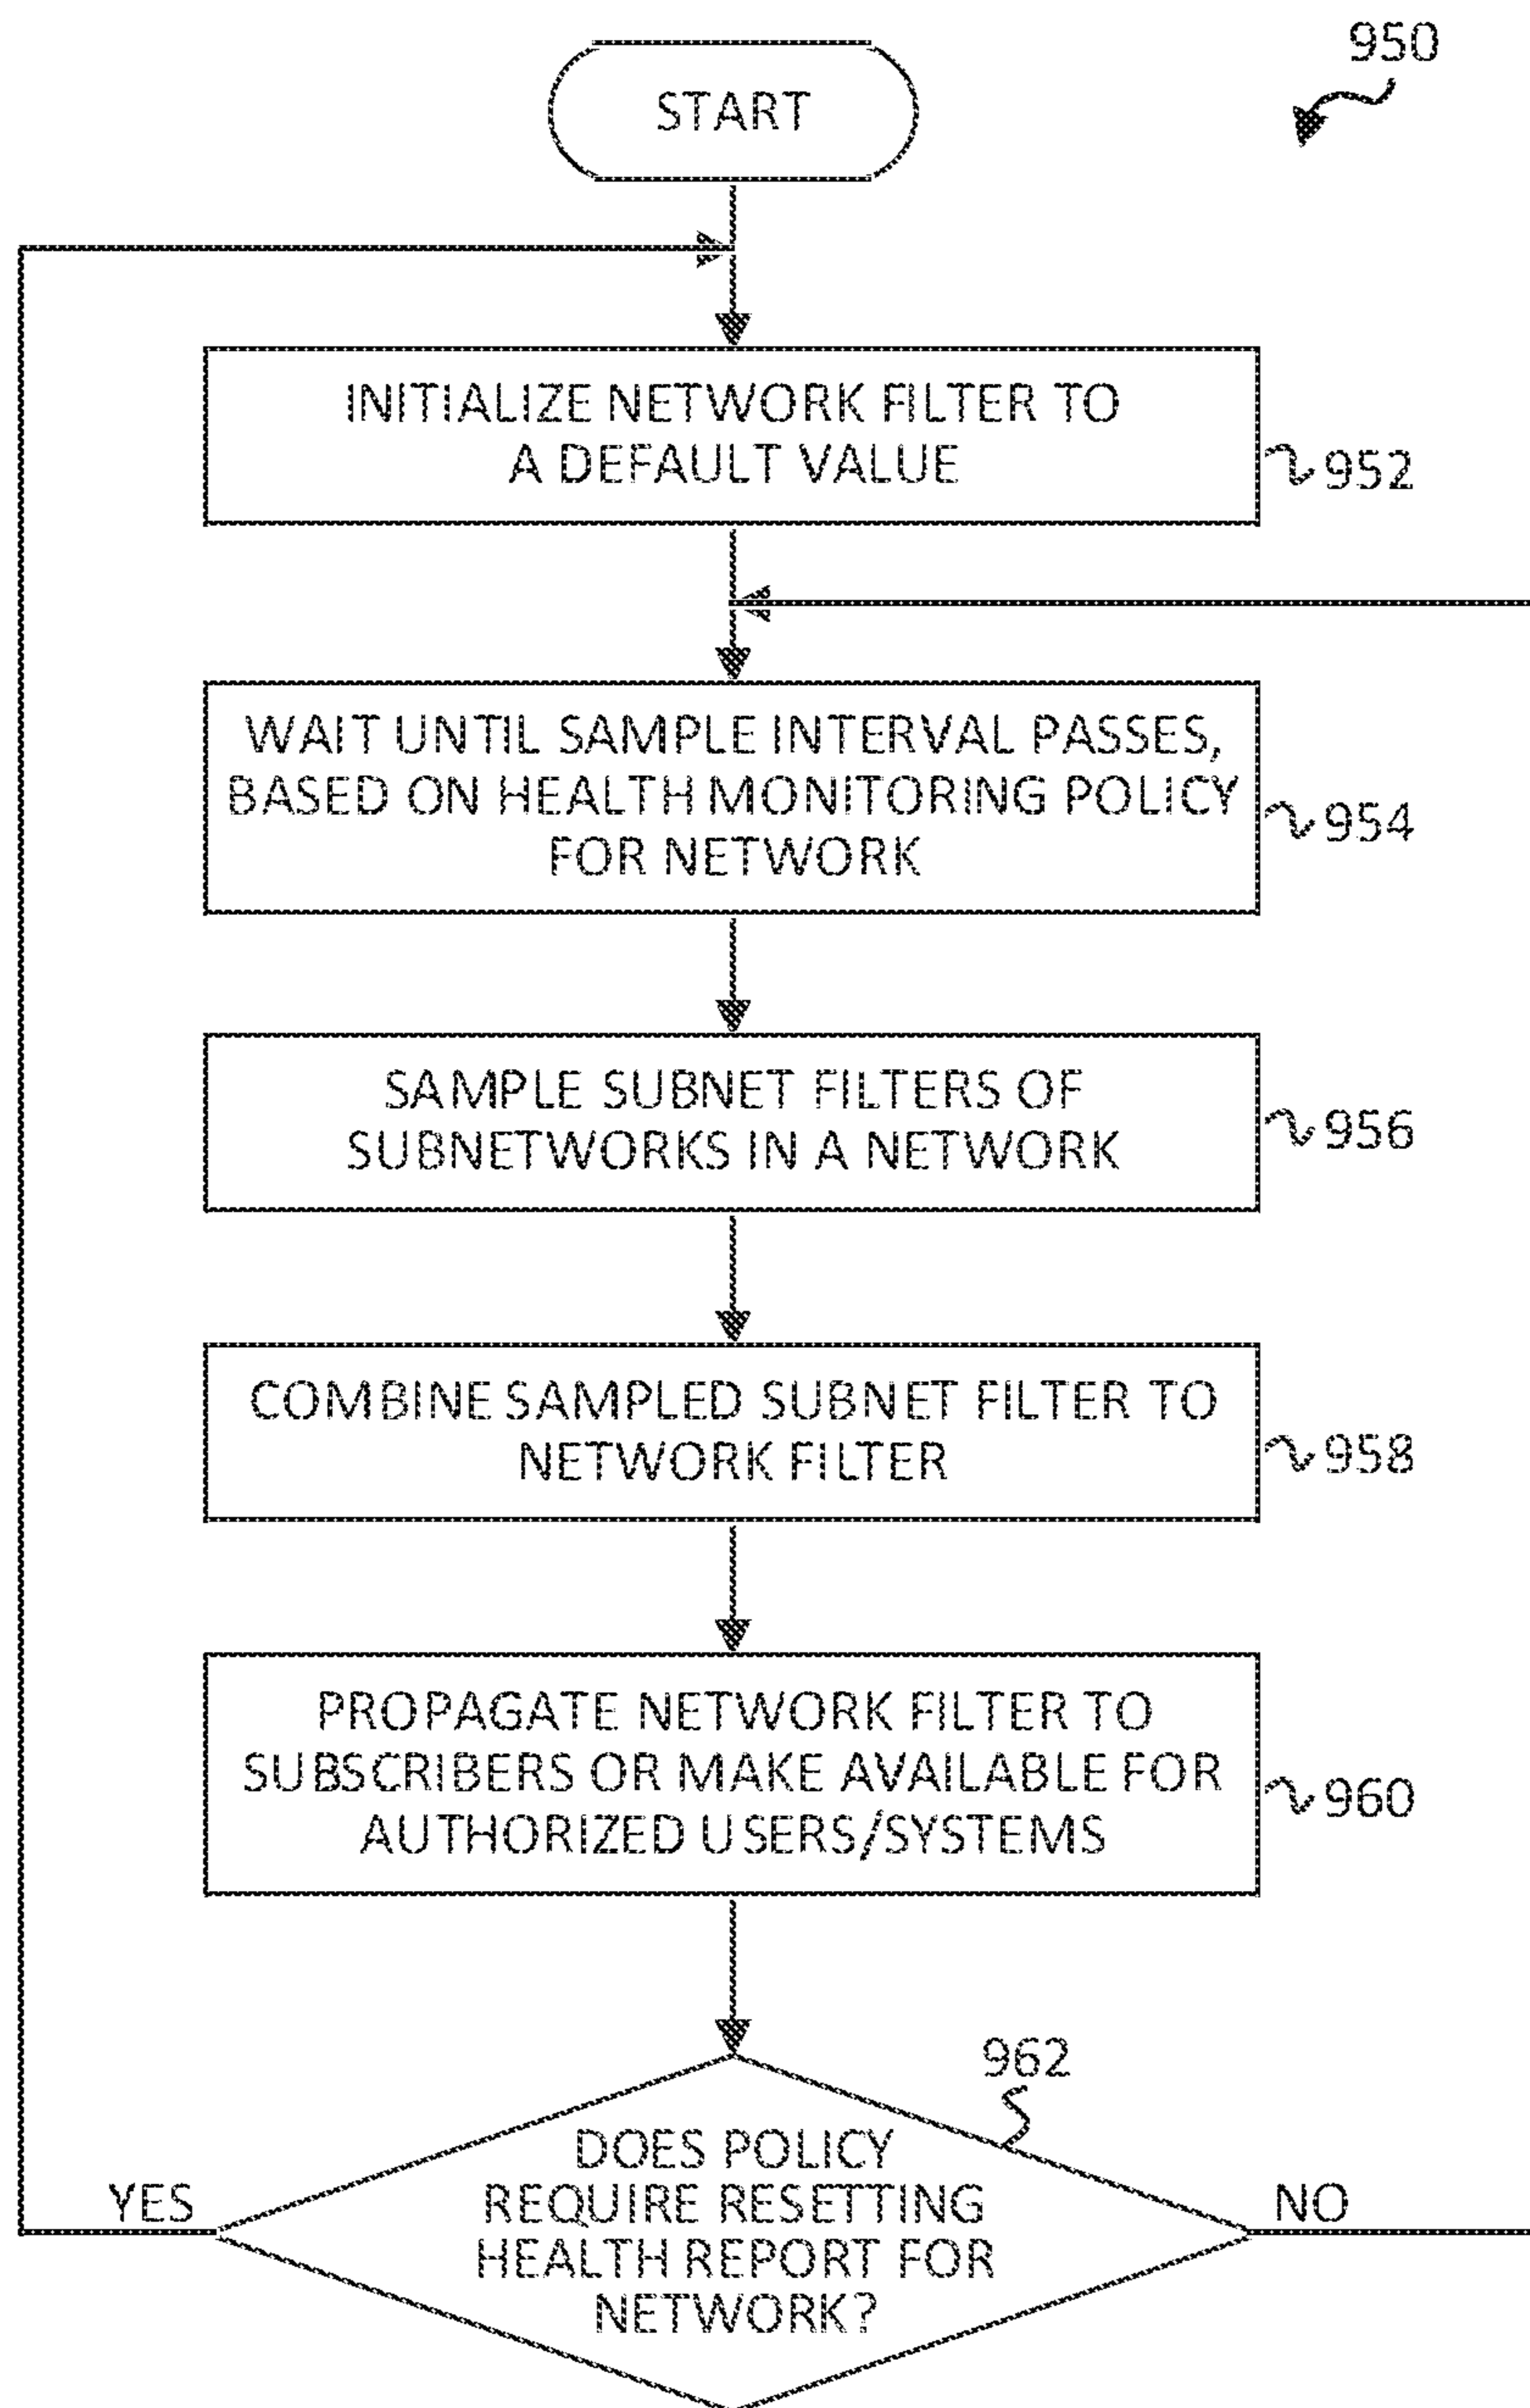 950
START
INITIALIZE NETWORK FILTER TO
A DEFAULT VALUE
952
WAIT UNTIL SAMPLE INTERVAL PASSES,
BASED ON HEALTH MONITORING POLICY
FOR NETWORK
954
SAMPLE SUBNET FILTERS OF
SUBNETWORKS IN A NETWORK
956
COMBINE SAMPLED SUBNET FILTER TO
NETWORK FILTER
958
PROPAGATE NETWORK FILTER TO
SUBSCRIBERS OR MAKE AVAILABLE FOR
AUTHORIZED USERS/SYSTEMS
960
962
DOES POLICY
REQUIRE RESETTING
HEALTH REPORT FOR
NETWORK?
YES
NO